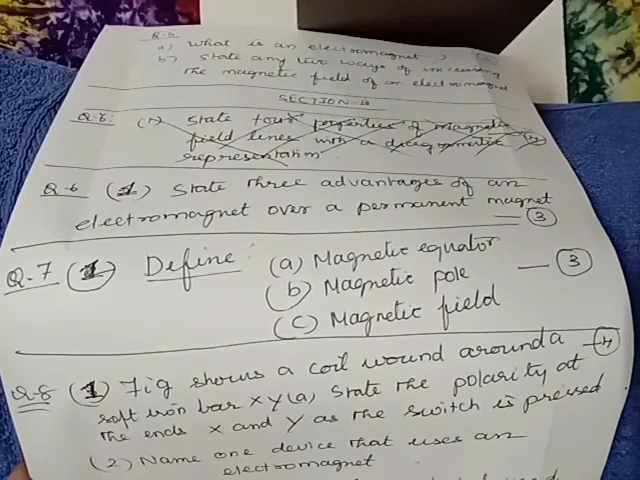 Q.5
a) What is an electromagnet?
b) State any two ways of increasing
the magnetic field of an electromagnet
SECTION-B
Q.6: (1) State four properties of magnetic
field lines with a diagrammatic
representation
Q.6 (1) State three advantages of an
electromagnet over a permanent magnet
— (3)
Q.7 (1) Define: (a) Magnetic equator
(b) Magnetic pole — (3)
(c) Magnetic field
Q.8 (1) Fig shows a coil wound around a — (4)
soft iron bar XY (a) State the polarity at
the ends X and Y as the switch is pressed
(2) Name one device that uses an
electromagnet